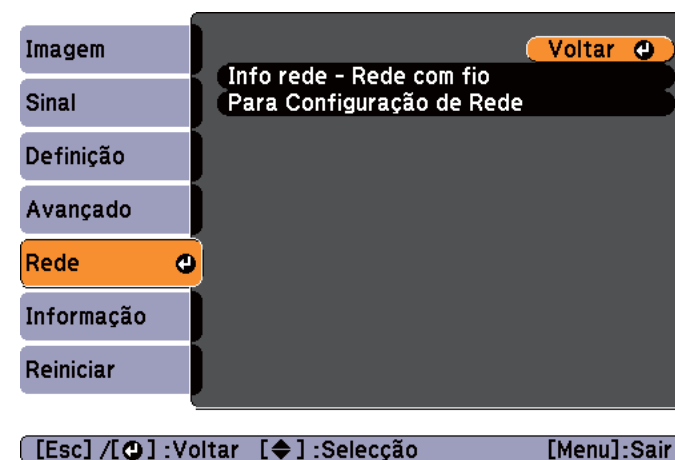 Imagem
Sinal
Definição
Avançado
Rede
Informação
Reiniciar
Voltar
Info rede - Rede com fio
Para Configuração de Rede
[Esc] /[ ] :Voltar [ ] :Selecção [Menu]:Sair